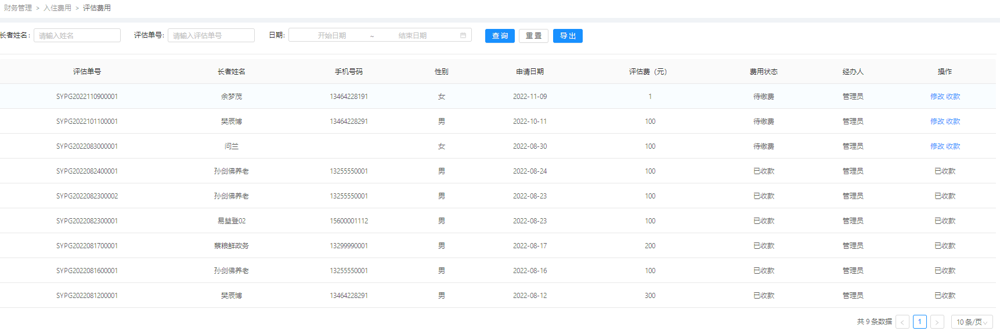 财务管理 > 入住费用 > 评估费用
长者姓名: 请输入姓名 评估单号: 请输入评估单号 日期: 开始日期 ~ 结束日期 查询 重置 导出
评估单号 长者姓名 手机号码 性别 申请日期 评估费（元） 费用状态 经办人 操作
SYPG2022110900001 余梦茂 13464228191 女 2022-11-09 1 待缴费 管理员 修改 收款
SYPG2022101100001 樊辰博 13464228291 男 2022-10-11 100 待缴费 管理员 修改 收款
SYPG2022083000001 问兰 女 2022-08-30 100 待缴费 管理员 修改 收款
SYPG2022082400001 孙剑佛养老 13255550001 男 2022-08-24 100 已收款 管理员 已收款
SYPG2022082300002 孙剑佛养老 13255550001 男 2022-08-23 100 已收款 管理员 已收款
SYPG2022082300001 易堃登02 15600001112 男 2022-08-23 100 已收款 管理员 已收款
SYPG2022081700001 蔡粮鲜政务 13299990001 男 2022-08-17 200 已收款 管理员 已收款
SYPG2022081600001 孙剑佛养老 13255550001 男 2022-08-16 100 已收款 管理员 已收款
SYPG2022081200001 樊辰博 13464228291 男 2022-08-12 300 已收款 管理员 已收款
共 9 条数据 < 1 > 10 条/页